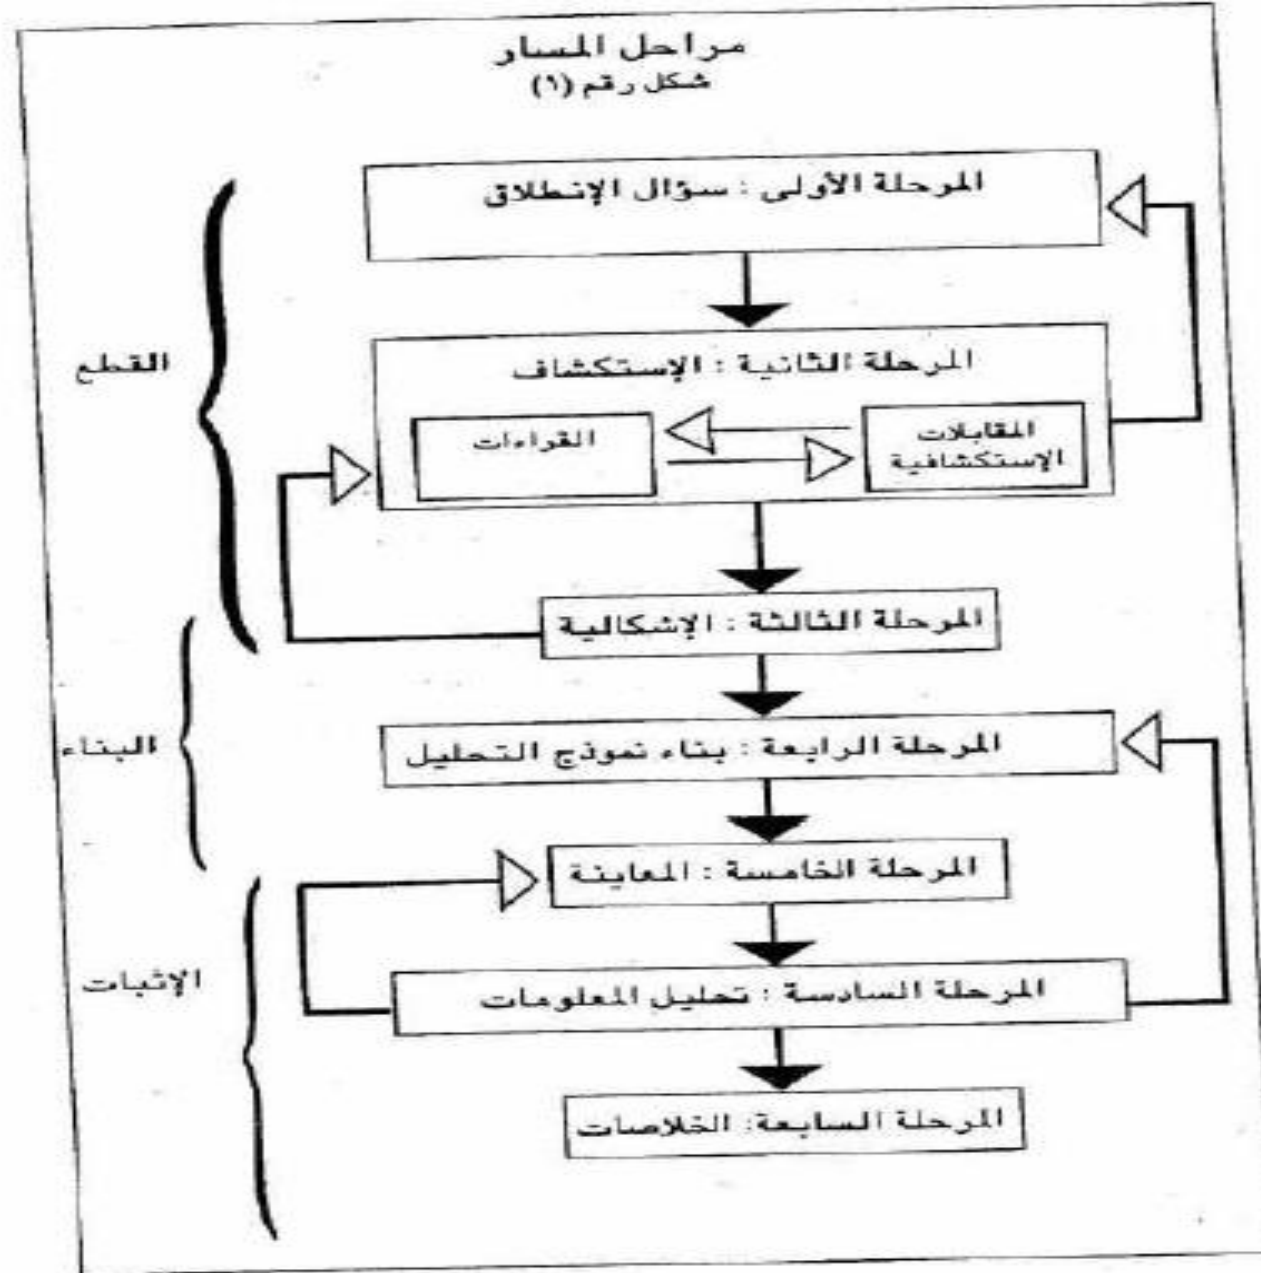 مراحل المسار
شكل رقم (١)
المرحلة الأولى : سؤال الإنطلاق
القطع
المرحلة الثانية : الإستكشاف
المقابلات
الإستكشافية
القراءات
المرحلة الثالثة : الإشكالية
البناء
المرحلة الرابعة : بناء نموذج التحليل
المرحلة الخامسة : المعاينة
الإثبات
المرحلة السادسة : تحليل المعلومات
المرحلة السابعة: الخلاصات